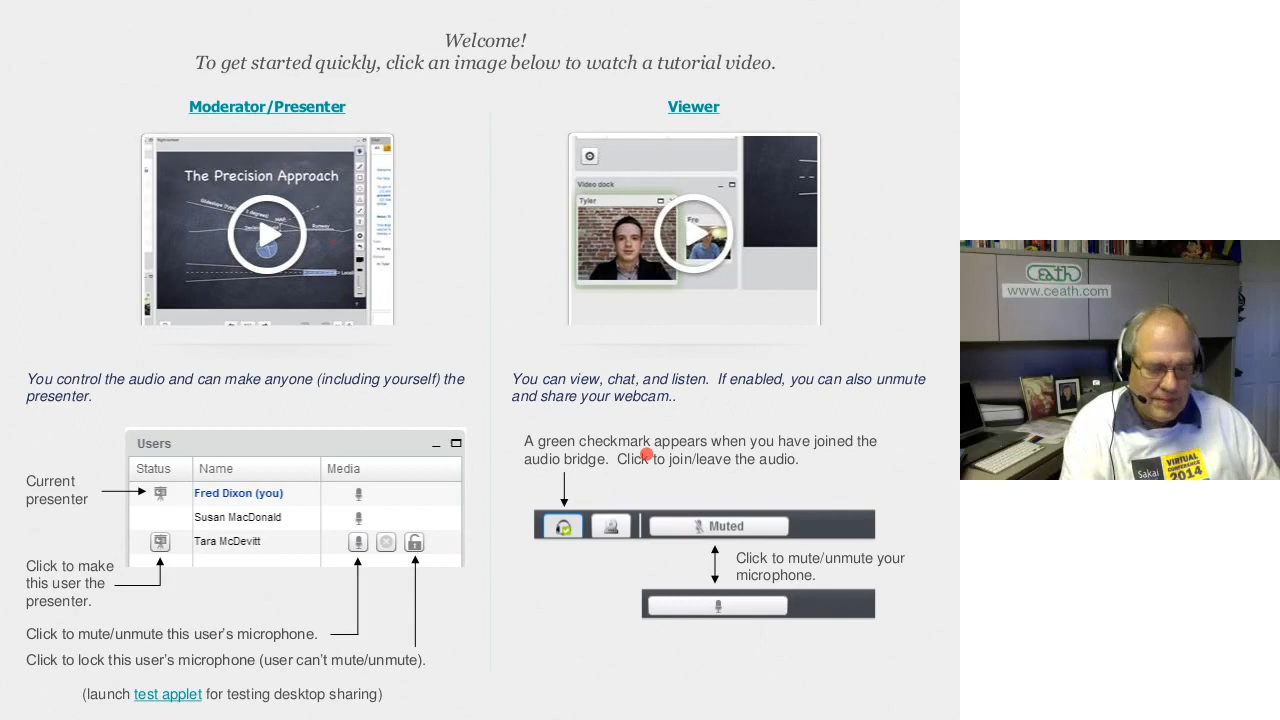 Welcome!
To get started quickly, click an image below to watch a tutorial video.
Moderator/Presenter
The Precision Approach
Runway
You control the audio and can make anyone (including yourself) the
presenter.
Users
Status Name Media
Current
presenter
Fred Dixon (you)
Susan MacDonald
Tara McDevitt
Click to make
this user the
presenter.
Click to mute/unmute this user's microphone.
Click to lock this user's microphone (user can't mute/unmute).
(launch test applet for testing desktop sharing)
Viewer
Video dock
Tyler
Fre
You can view, chat, and listen.  If enabled, you can also unmute
and share your webcam..
A green checkmark appears when you have joined the
audio bridge.  Click to join/leave the audio.
Muted
Click to mute/unmute your
microphone.
ceath
www.ceath.com
Sakai
VIRTUAL
CONFERENCE
2014